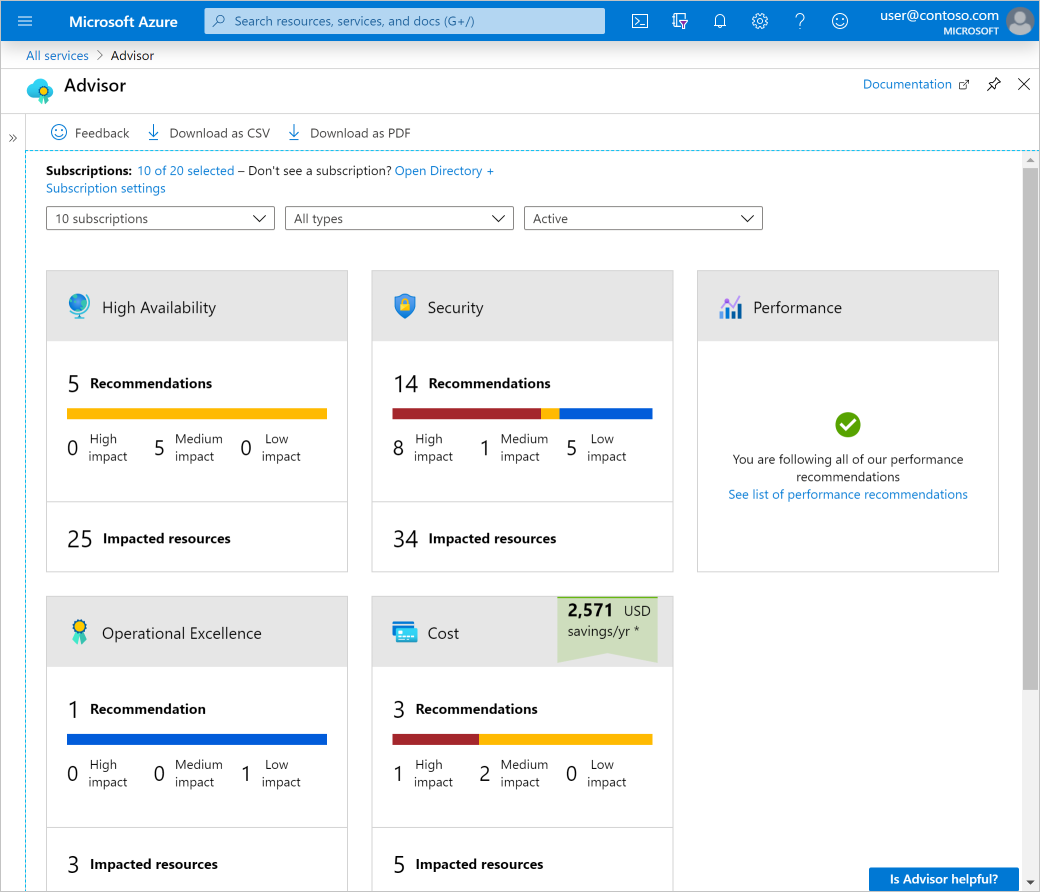 Microsoft Azure
Search resources, services, and docs (G+/)
user@contoso.com
MICROSOFT
All services > Advisor
Advisor
Documentation
»
Feedback
Download as CSV
Download as PDF
Subscriptions: 10 of 20 selected – Don't see a subscription? Open Directory +
Subscription settings
10 subscriptions
All types
Active
High Availability
5 Recommendations
0 High impact
5 Medium impact
0 Low impact
25 Impacted resources
Security
14 Recommendations
8 High impact
1 Medium impact
5 Low impact
34 Impacted resources
Performance
You are following all of our performance
recommendations
See list of performance recommendations
Operational Excellence
1 Recommendation
0 High impact
0 Medium impact
1 Low impact
3 Impacted resources
Cost
2,571 USD
savings/yr *
3 Recommendations
1 High impact
2 Medium impact
0 Low impact
5 Impacted resources
Is Advisor helpful?